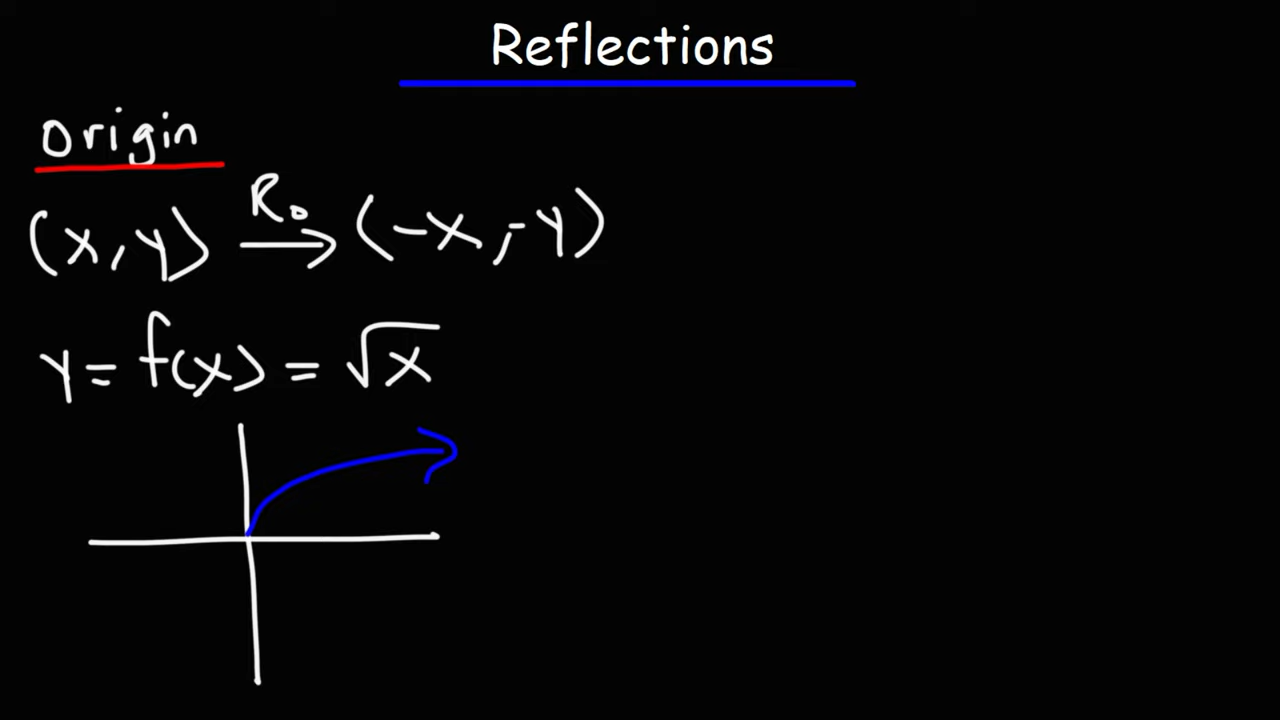 Reflections
Origin
(x, y) R₀→ (-x, -y)
y = f(x) = √x